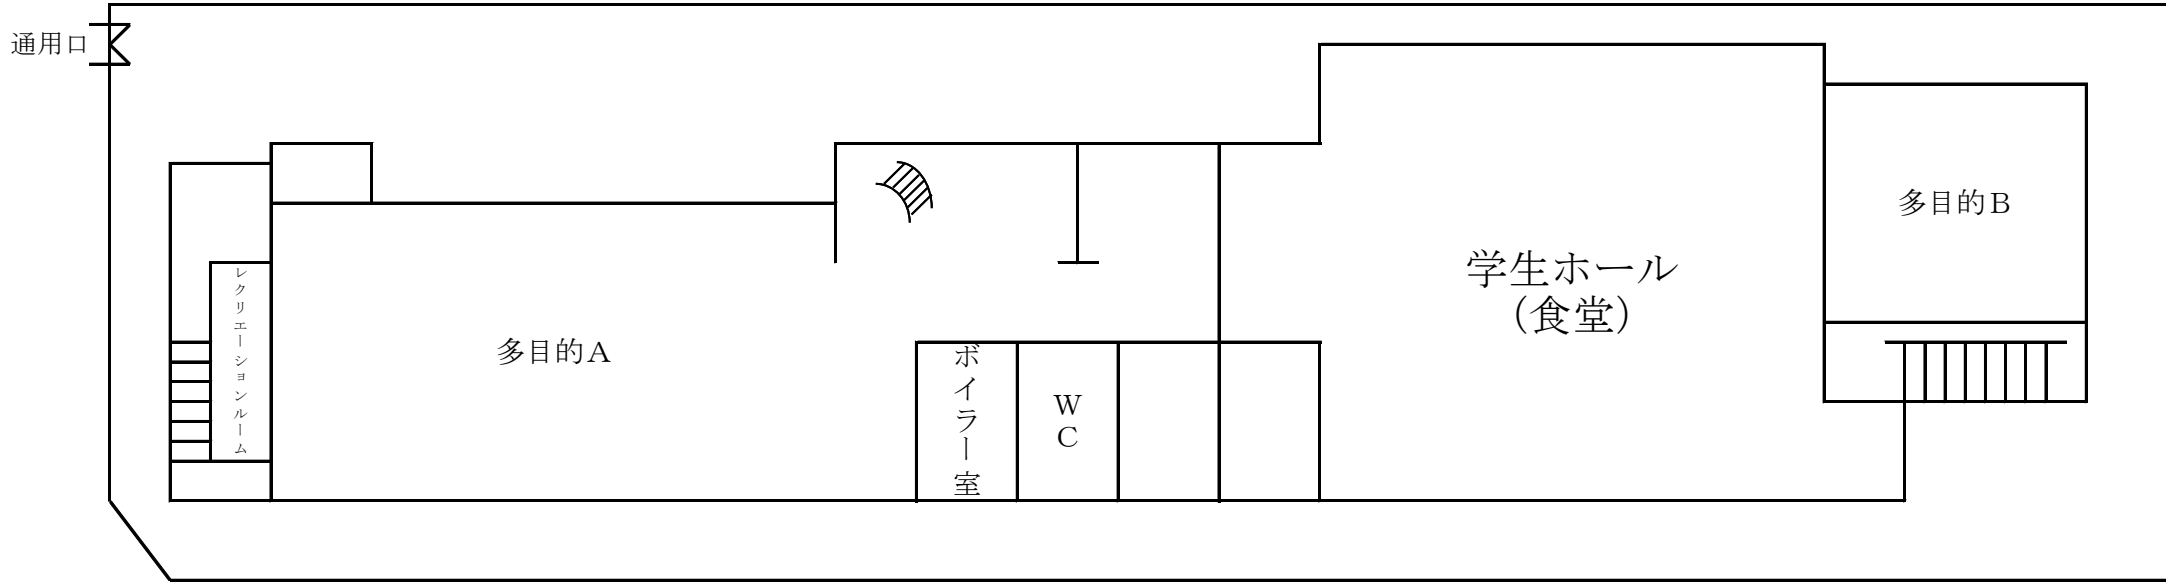 通用口
レクリエーションルーム
多目的A
ボイラー室
WC
学生ホール
(食堂)
多目的B